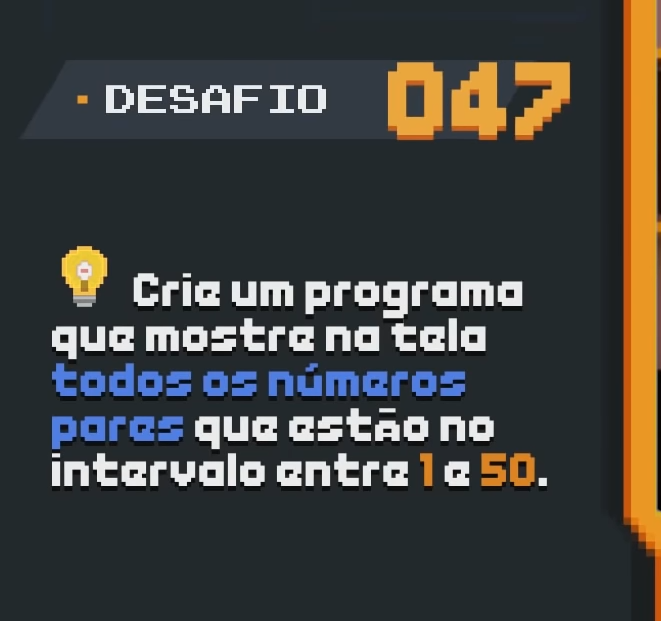 DESAFIO 047
Crie um programa
que mostre na tela
todos os números
pares que estão no
intervalo entre 1 e 50.